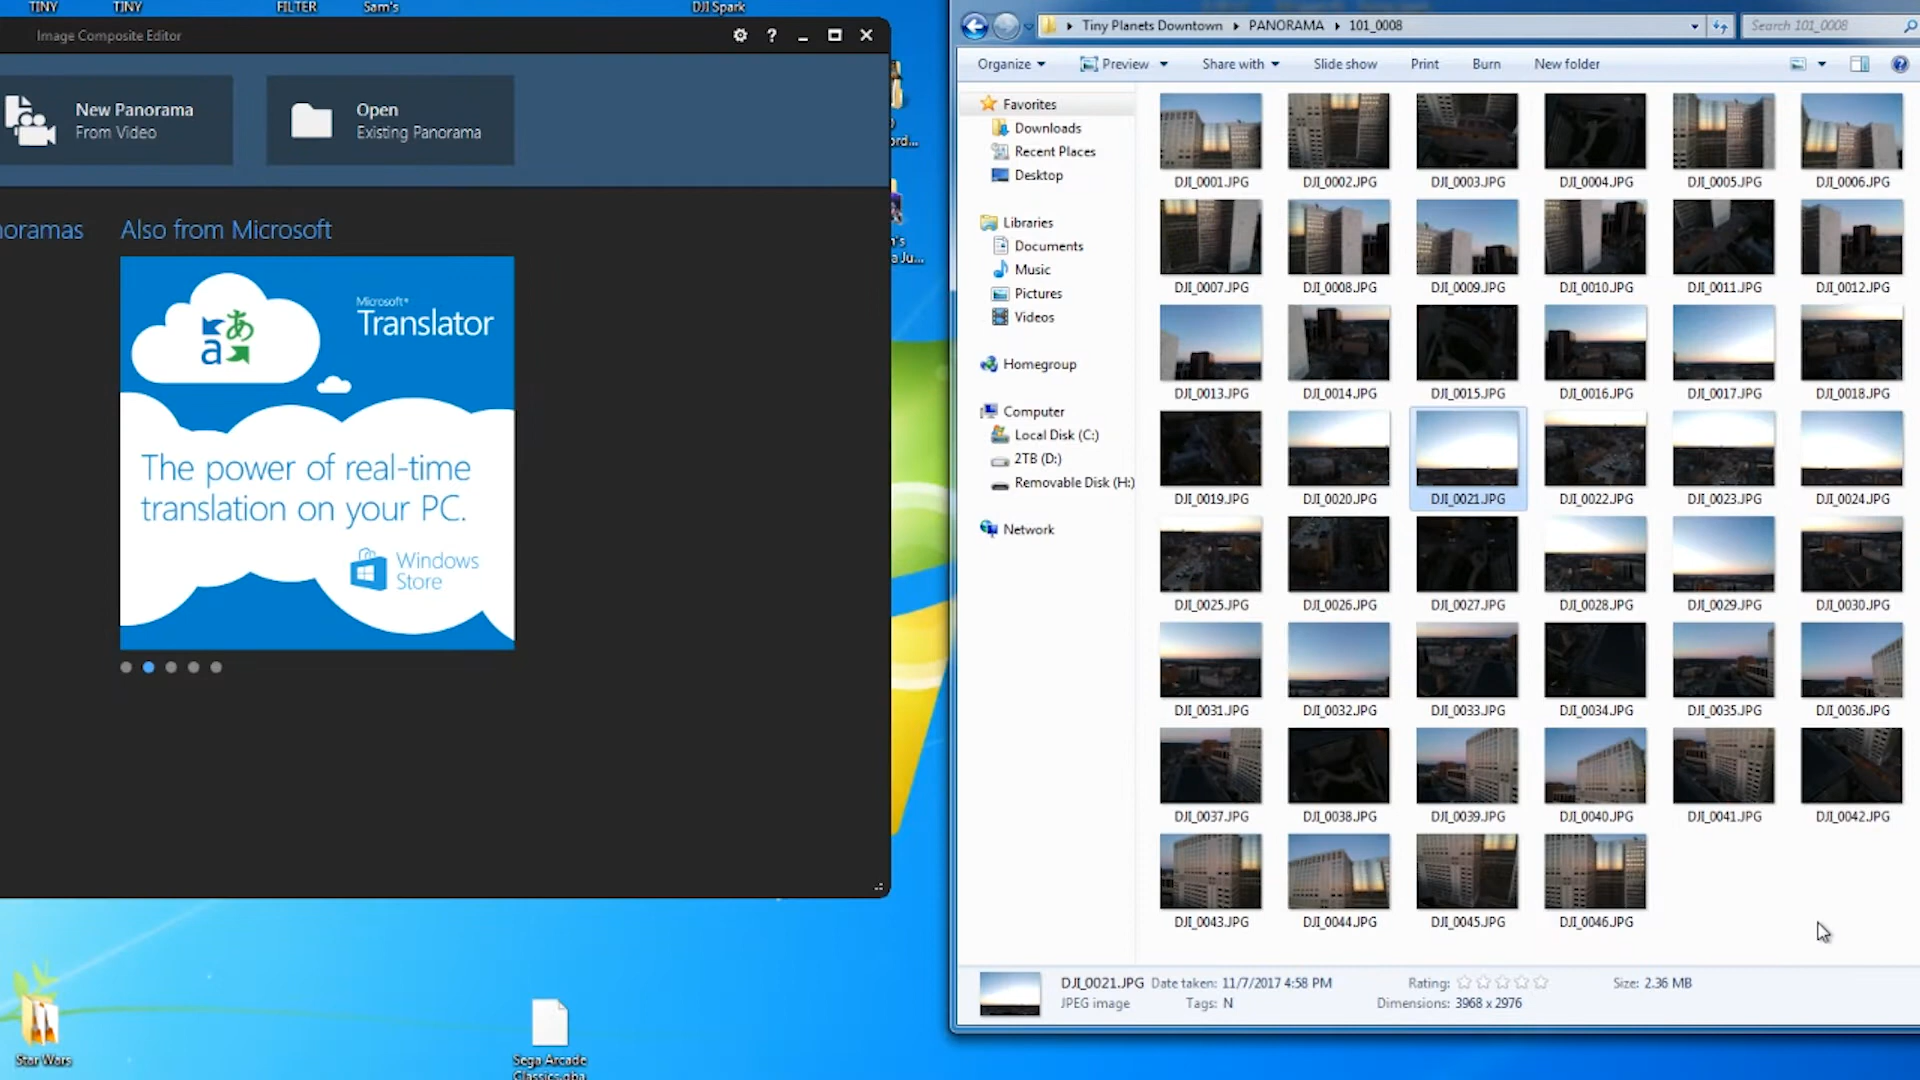 TINY
TINY
FILTER
Sam's
DJI Spark
Image Composite Editor
?
New Panorama
From Video
Open
Existing Panorama
noramas
Also from Microsoft
あ
a
Microsoft®
Translator
The power of real-time
translation on your PC.
Windows
Store
ord...
's
a Ju...
Star Wars
Sega Arcade
Classics.gba
Tiny Planets Downtown
PANORAMA
101_0008
Search 101_0008
Organize
Preview
Share with
Slide show
Print
Burn
New folder
Favorites
Downloads
Recent Places
Desktop
Libraries
Documents
Music
Pictures
Videos
Homegroup
Computer
Local Disk (C:)
2TB (D:)
Removable Disk (H:)
Network
DJI_0001.JPG
DJI_0002.JPG
DJI_0003.JPG
DJI_0004.JPG
DJI_0005.JPG
DJI_0006.JPG
DJI_0007.JPG
DJI_0008.JPG
DJI_0009.JPG
DJI_0010.JPG
DJI_0011.JPG
DJI_0012.JPG
DJI_0013.JPG
DJI_0014.JPG
DJI_0015.JPG
DJI_0016.JPG
DJI_0017.JPG
DJI_0018.JPG
DJI_0019.JPG
DJI_0020.JPG
DJI_0021.JPG
DJI_0022.JPG
DJI_0023.JPG
DJI_0024.JPG
DJI_0025.JPG
DJI_0026.JPG
DJI_0027.JPG
DJI_0028.JPG
DJI_0029.JPG
DJI_0030.JPG
DJI_0031.JPG
DJI_0032.JPG
DJI_0033.JPG
DJI_0034.JPG
DJI_0035.JPG
DJI_0036.JPG
DJI_0037.JPG
DJI_0038.JPG
DJI_0039.JPG
DJI_0040.JPG
DJI_0041.JPG
DJI_0042.JPG
DJI_0043.JPG
DJI_0044.JPG
DJI_0045.JPG
DJI_0046.JPG
DJI_0021.JPG Date taken: 11/7/2017 4:58 PM Rating: Size: 2.36 MB
JPEG image Tags: N Dimensions: 3968 x 2976